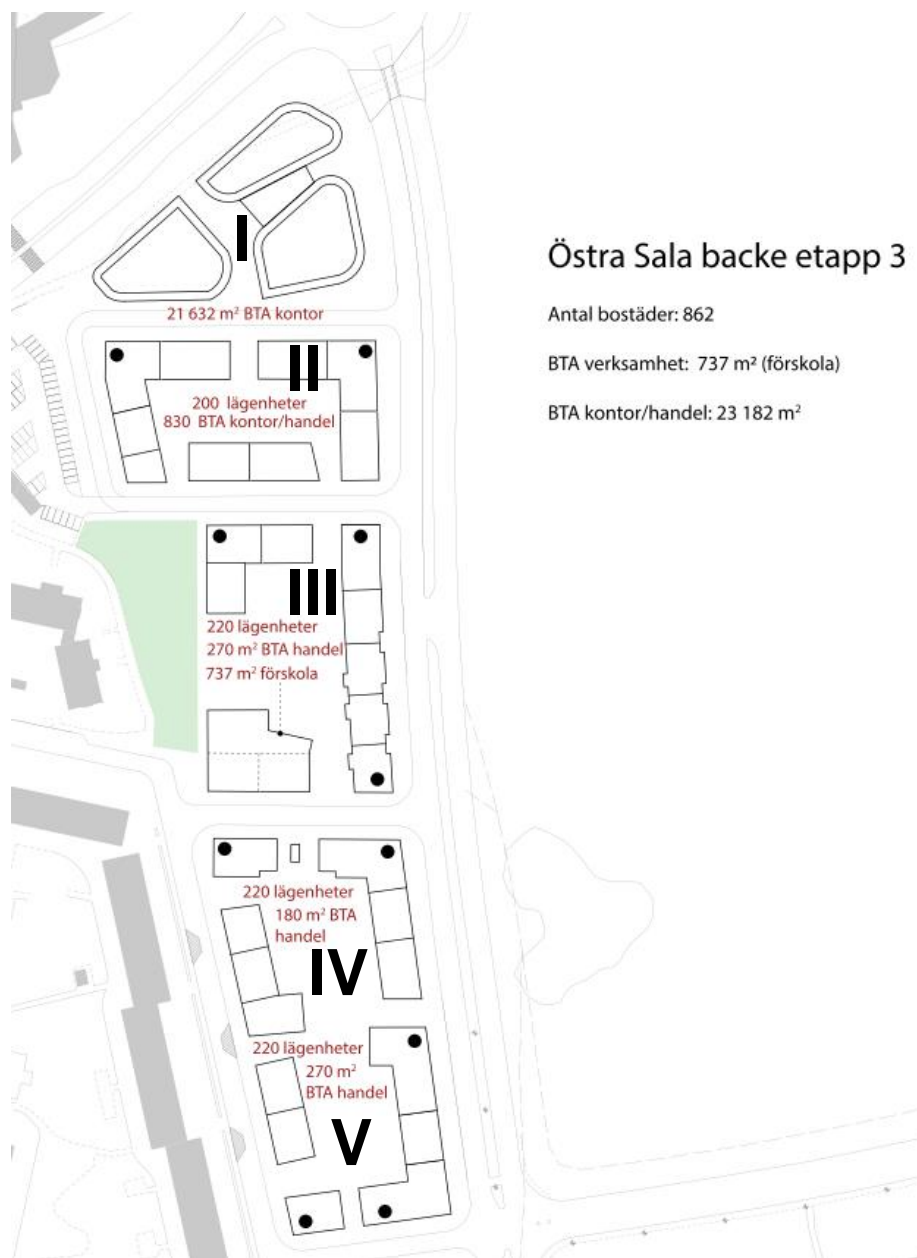 I
21 632 m² BTA kontor
II
200 lägenheter
830 BTA kontor/handel
III
220 lägenheter
270 m² BTA handel
737 m² förskola
220 lägenheter
180 m² BTA
handel
IV
220 lägenheter
270 m²
BTA handel
V
Östra Sala backe etapp 3
Antal bostäder: 862
BTA verksamhet: 737 m² (förskola)
BTA kontor/handel: 23 182 m²